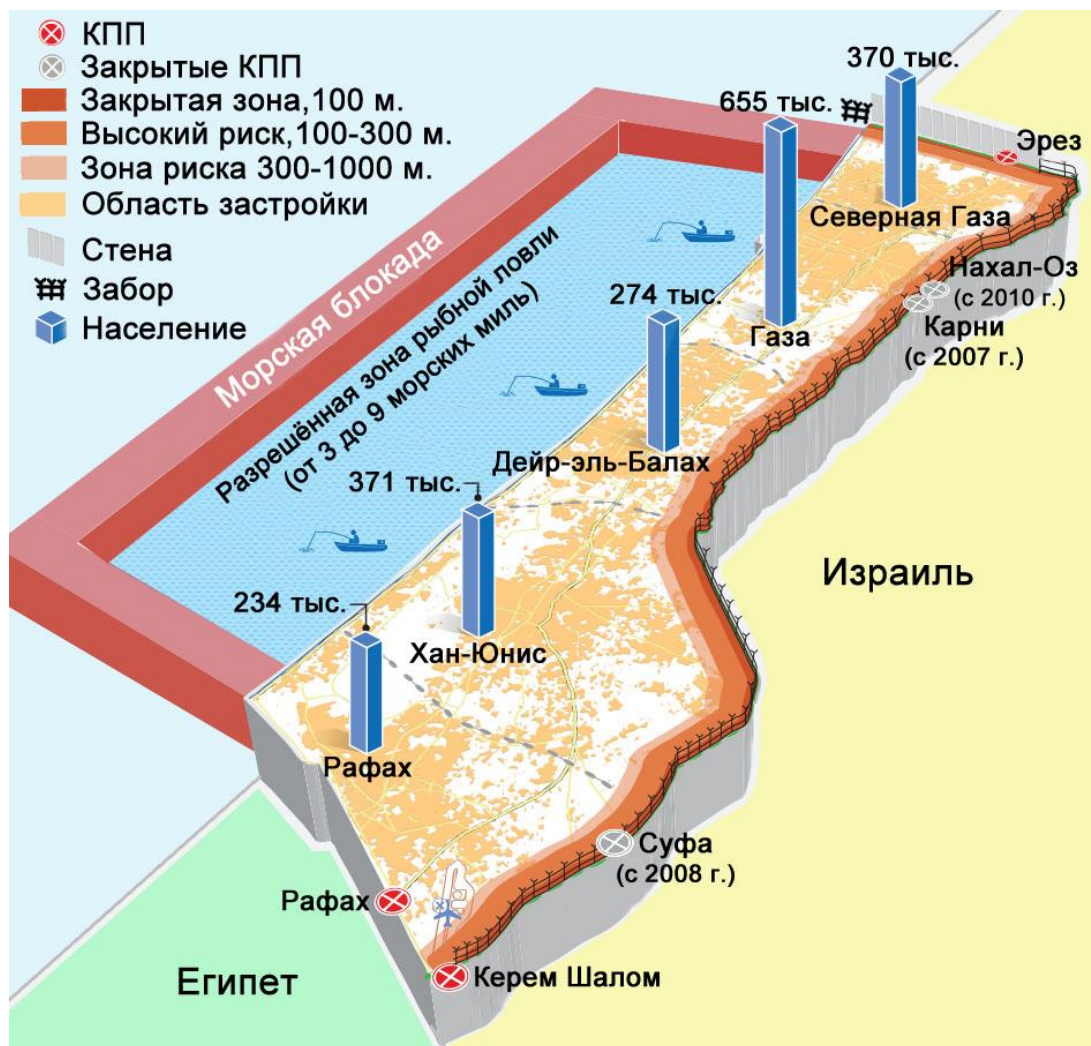 КПП
Закрытые КПП
Закрытая зона,100 м.
Высокий риск,100-300 м.
Зона риска 300-1000 м.
Область застройки
Стена
Забор
Население
370 тыс.
655 тыс.
Эрез
Северная Газа
Нахал-Оз
(с 2010 г.)
Карни
(с 2007 г.)
Газа
274 тыс.
Морская блокада
Разрешённая зона рыбной ловли
(от 3 до 9 морских миль)
Дейр-эль-Балах
371 тыс.
Израиль
234 тыс.
Хан-Юнис
Рафах
Суфа
(с 2008 г.)
Рафах
Керем Шалом
Египет